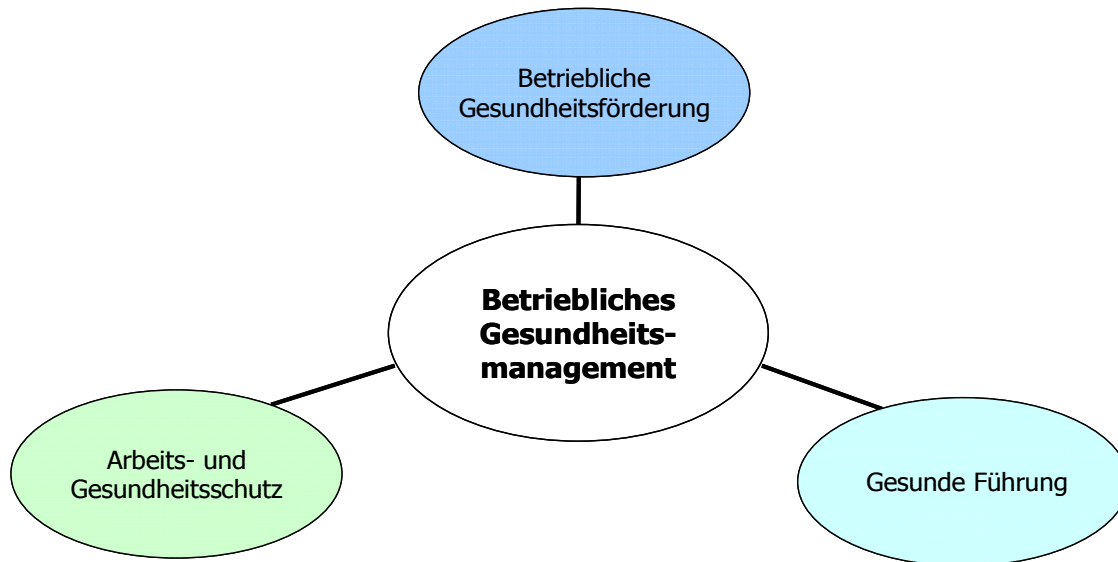 Betriebliche
Gesundheitsförderung
Betriebliches
Gesundheits-
management
Arbeits- und
Gesundheitsschutz
Gesunde Führung